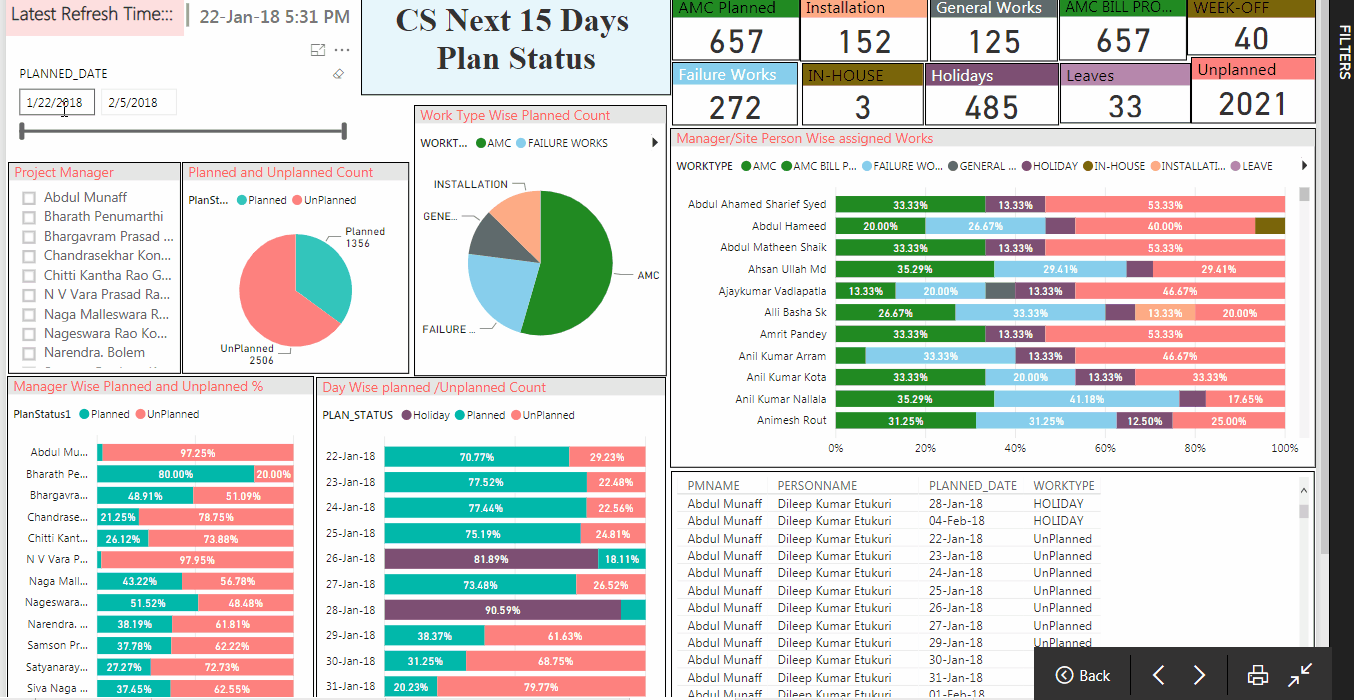 Latest Refresh Time:::
22-Jan-18 5:31 PM
CS Next 15 Days
Plan Status
AMC Planned
657
Installation
152
General Works
125
AMC BILL PRO...
657
WEEK-OFF
40
Failure Works
272
IN-HOUSE
3
Holidays
485
Leaves
33
Unplanned
2021
FILTERS
PLANNED_DATE
1/22/2018
2/5/2018
Project Manager
Abdul Munaff
Bharath Penumarthi
Bhargavram Prasad ...
Chandrasekhar Kon...
Chitti Kantha Rao G...
N V Vara Prasad Ra...
Naga Malleswara R...
Nageswara Rao Ko...
Narendra. Bolem
Planned and Unplanned Count
PlanSt...
Planned
UnPlanned
Planned
1356
UnPlanned
2506
Work Type Wise Planned Count
WORKT...
AMC
FAILURE WORKS
INSTALLATION
GENE...
FAILURE ...
AMC
Manager/Site Person Wise assigned Works
WORKTYPE
AMC
AMC BILL P...
FAILURE WO...
GENERAL ...
HOLIDAY
IN-HOUSE
INSTALLATI...
LEAVE
Abdul Ahamed Sharief Syed 33.33% 13.33% 53.33%
Abdul Hameed 20.00% 26.67% 40.00%
Abdul Matheen Shaik 33.33% 13.33% 53.33%
Ahsan Ullah Md 35.29% 29.41% 29.41%
Ajaykumar Vadlapatla 13.33% 20.00% 13.33% 46.67%
Alli Basha Sk 26.67% 33.33% 13.33% 20.00%
Amrit Pandey 33.33% 13.33% 53.33%
Anil Kumar Arram 33.33% 13.33% 46.67%
Anil Kumar Kota 33.33% 20.00% 13.33% 33.33%
Anil Kumar Nallala 35.29% 41.18% 17.65%
Animesh Rout 31.25% 31.25% 12.50% 25.00%
0% 20% 40% 60% 80% 100%
Manager Wise Planned and Unplanned %
PlanStatus1
Planned
UnPlanned
Abdul Mu... 97.25%
Bharath Pe... 80.00% 20.00%
Bhargavra... 48.91% 51.09%
Chandrase... 21.25% 78.75%
Chitti Kant... 26.12% 73.88%
N V Vara P... 97.95%
Naga Mall... 43.22% 56.78%
Nageswara... 51.52% 48.48%
Narendra. ... 38.19% 61.81%
Samson Pr... 37.78% 62.22%
Satyanaray... 27.27% 72.73%
Siva Naga ... 37.45% 62.55%
Day Wise planned /Unplanned Count
PLAN_STATUS
Holiday
Planned
UnPlanned
22-Jan-18 70.77% 29.23%
23-Jan-18 77.52% 22.48%
24-Jan-18 77.44% 22.56%
25-Jan-18 75.19% 24.81%
26-Jan-18 81.89% 18.11%
27-Jan-18 73.48% 26.52%
28-Jan-18 90.59%
29-Jan-18 38.37% 61.63%
30-Jan-18 31.25% 68.75%
31-Jan-18 20.23% 79.77%
PMNAME PERSONNAME PLANNED_DATE WORKTYPE
Abdul Munaff Dileep Kumar Etukuri 28-Jan-18 HOLIDAY
Abdul Munaff Dileep Kumar Etukuri 04-Feb-18 HOLIDAY
Abdul Munaff Dileep Kumar Etukuri 22-Jan-18 UnPlanned
Abdul Munaff Dileep Kumar Etukuri 23-Jan-18 UnPlanned
Abdul Munaff Dileep Kumar Etukuri 24-Jan-18 UnPlanned
Abdul Munaff Dileep Kumar Etukuri 25-Jan-18 UnPlanned
Abdul Munaff Dileep Kumar Etukuri 26-Jan-18 UnPlanned
Abdul Munaff Dileep Kumar Etukuri 27-Jan-18 UnPlanned
Abdul Munaff Dileep Kumar Etukuri 29-Jan-18 UnPlanned
Abdul Munaff Dileep Kumar Etukuri 30-Jan-18
Abdul Munaff Dileep Kumar Etukuri 31-Jan-18
Abdul Munaff Dileep Kumar Etukuri 01-Feb-18
Back